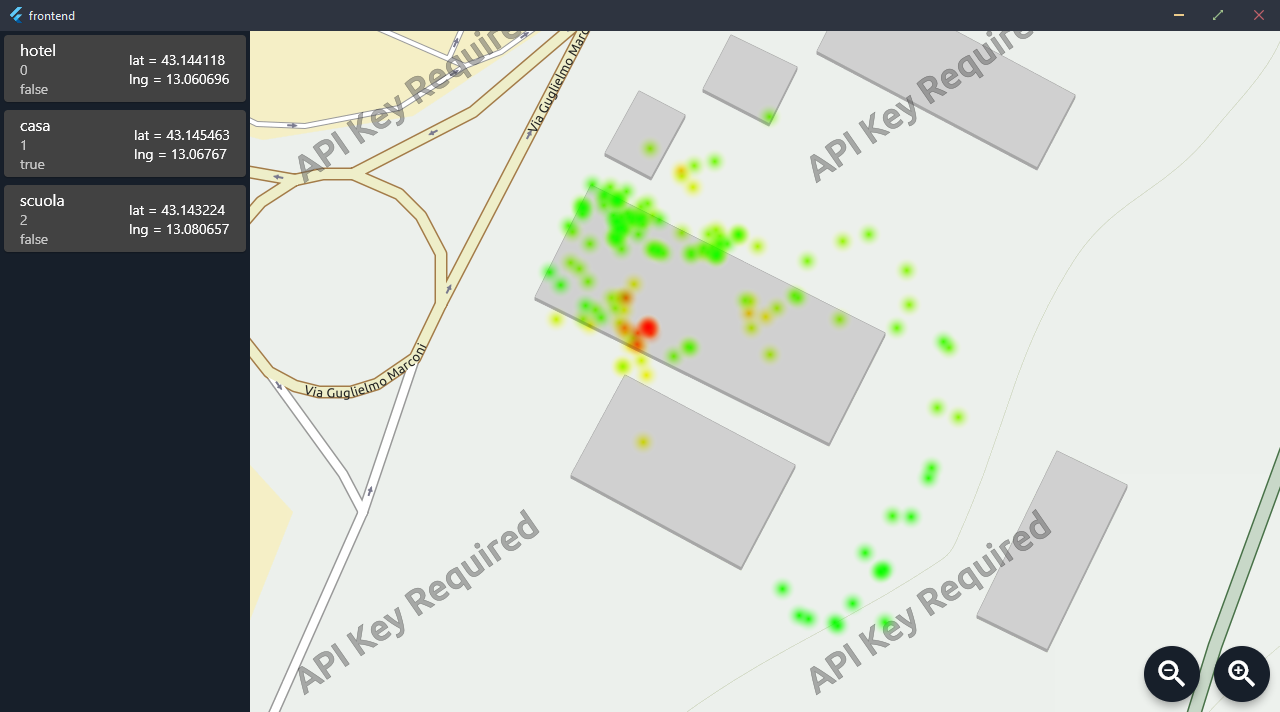 frontend
hotel
0
false
lat = 43.144118
lng = 13.060696
casa
1
true
lat = 43.145463
lng = 13.06767
scuola
2
false
lat = 43.143224
lng = 13.080657
API Key Required
API Key Required
Via Guglielmo Marc
Via Guglielmo Marconi
API Key Required
API Key Required